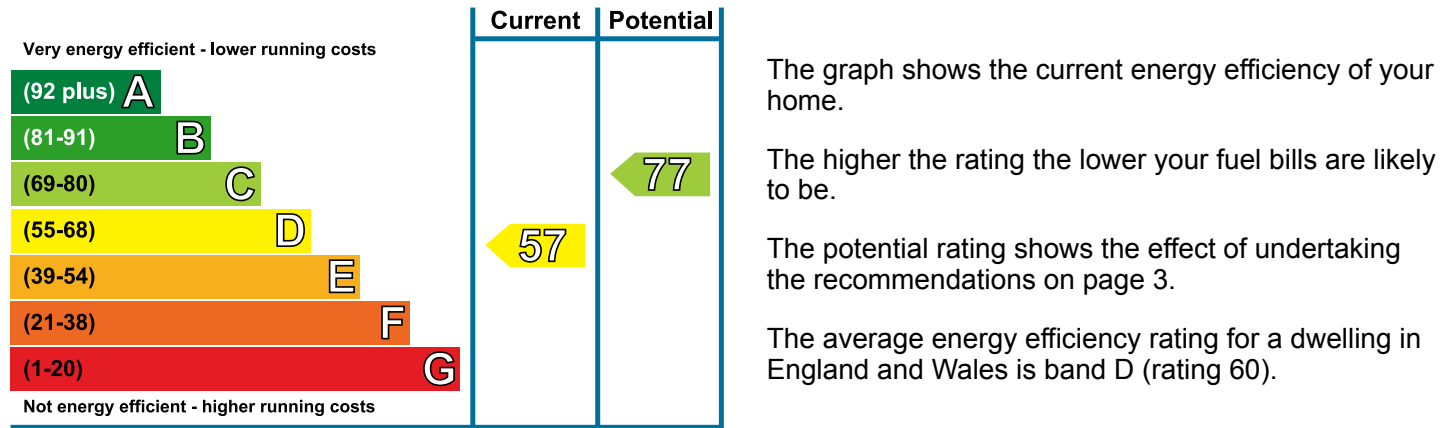 Current Potential
Very energy efficient - lower running costs
(92 plus) A
(81-91) B
(69-80) C
77
(55-68) D
57
(39-54) E
(21-38) F
(1-20) G
Not energy efficient - higher running costs
The graph shows the current energy efficiency of your
home.
The higher the rating the lower your fuel bills are likely
to be.
The potential rating shows the effect of undertaking
the recommendations on page 3.
The average energy efficiency rating for a dwelling in
England and Wales is band D (rating 60).